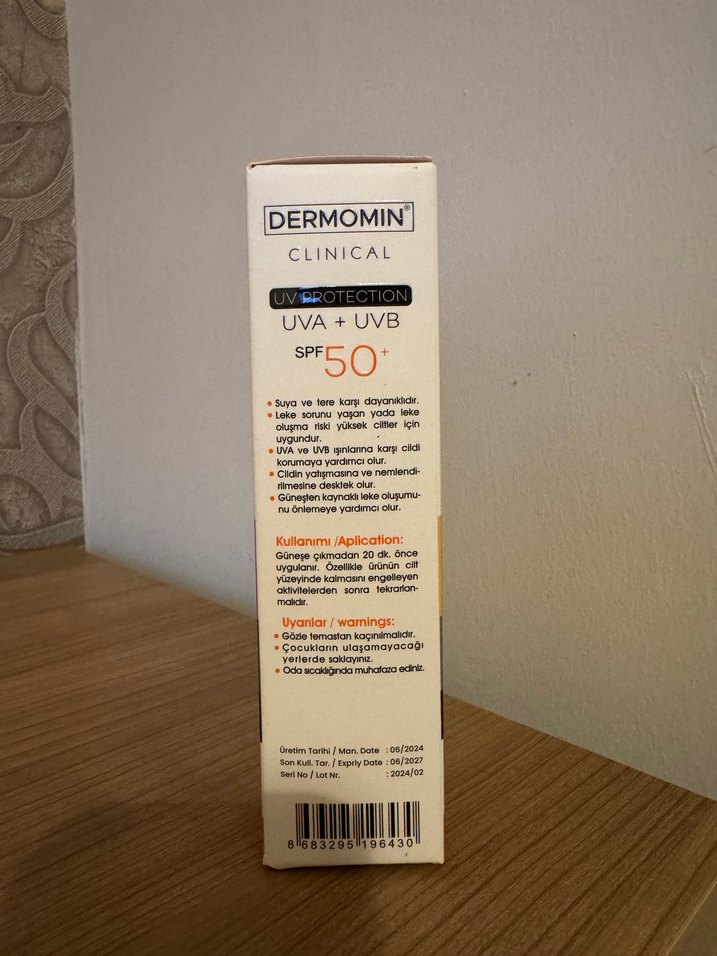 DERMOMIN®
CLINICAL
UV PROTECTION
UVA + UVB
SPF 50+
• Suya ve tere karşı dayanıklıdır.
• Leke sorunu yaşan yada leke
oluşma riski yüksek ciltler için
uygundur.
• UVA ve UVB ışınlarına karşı cildi
korumaya yardımcı olur.
• Cildin yatışmasına ve nemlendi-
rilmesine desktek olur.
• Güneşten kaynaklı leke oluşumu-
nu önlemeye yardımcı olur.
Kullanımı /Aplication:
Güneşe çıkmadan 20 dk. önce
uygulanır. Özellikle ürünün cilt
yüzeyinde kalmasını engelleyen
aktivitelerden sonra tekrarlan-
malıdır.
Uyarılar / warnings:
• Gözle temastan kaçınılmalıdır.
• Çocukların ulaşamayacağı
yerlerde saklayınız.
• Oda sıcaklığında muhafaza ediniz.
Üretim Tarihi / Man. Date : 06/2024
Son Kull. Tar. / Expriy Date : 06/2027
Seri No / Lot Nr. : 2024/02
8 683295 196430